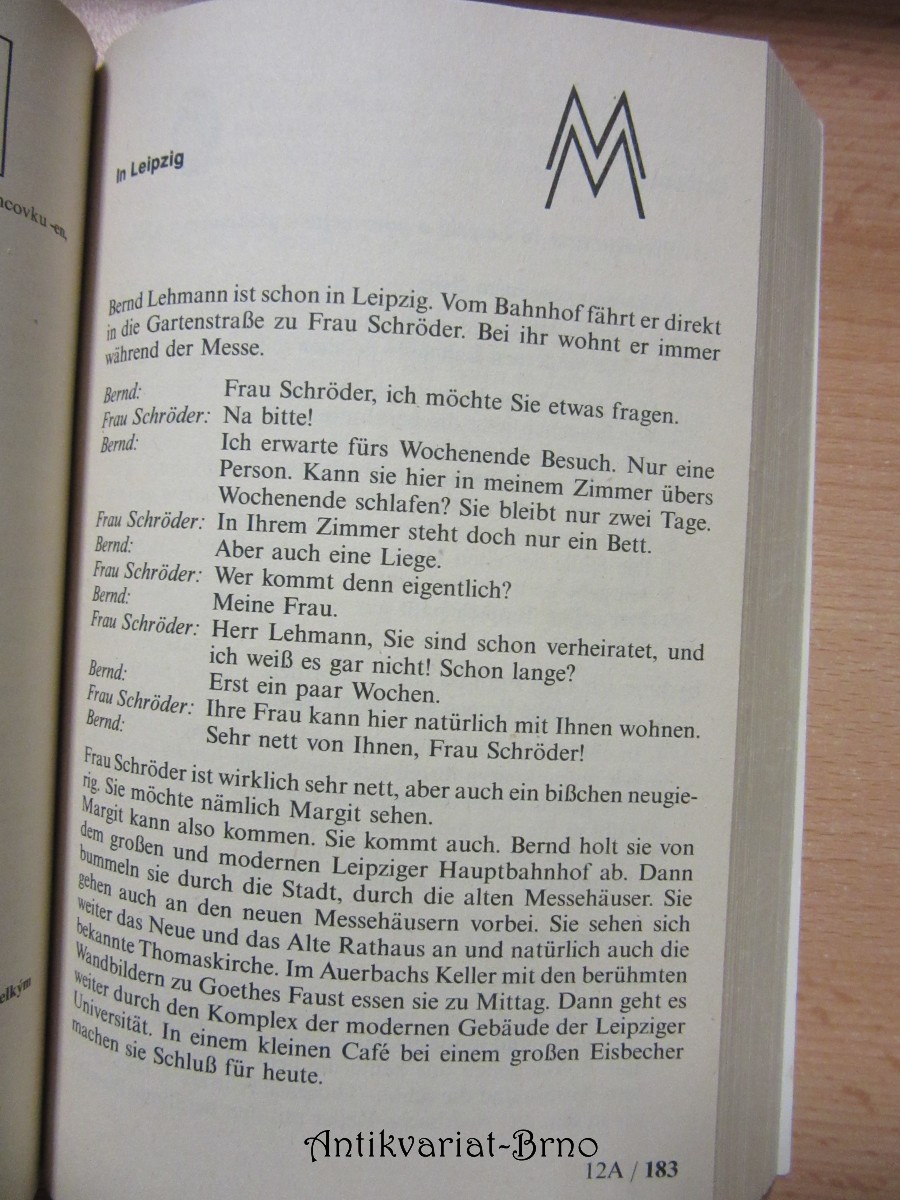 ncovku -en,
elkým
In Leipzig
MM
Bernd Lehmann ist schon in Leipzig. Vom Bahnhof fährt er direkt
in die Gartenstraße zu Frau Schröder. Bei ihr wohnt er immer
während der Messe.
Bernd: Frau Schröder, ich möchte Sie etwas fragen.
Frau Schröder: Na bitte!
Bernd: Ich erwarte fürs Wochenende Besuch. Nur eine
Person. Kann sie hier in meinem Zimmer übers
Wochenende schlafen? Sie bleibt nur zwei Tage.
Frau Schröder: In Ihrem Zimmer steht doch nur ein Bett.
Bernd: Aber auch eine Liege.
Frau Schröder: Wer kommt denn eigentlich?
Bernd: Meine Frau.
Frau Schröder: Herr Lehmann, Sie sind schon verheiratet, und
ich weiß es gar nicht! Schon lange?
Bernd: Erst ein paar Wochen.
Frau Schröder: Ihre Frau kann hier natürlich mit Ihnen wohnen.
Bernd: Sehr nett von Ihnen, Frau Schröder!
Frau Schröder ist wirklich sehr nett, aber auch ein bißchen neugie-
rig. Sie möchte nämlich Margit sehen.
Margit kann also kommen. Sie kommt auch. Bernd holt sie von
dem großen und modernen Leipziger Hauptbahnhof ab. Dann
bummeln sie durch die Stadt, durch die alten Messehäuser. Sie
gehen auch an den neuen Messehäusern vorbei. Sie sehen sich
weiter das Neue und das Alte Rathaus an und natürlich auch die
bekannte Thomaskirche. Im Auerbachs Keller mit den berühmten
Wandbildern zu Goethes Faust essen sie zu Mittag. Dann geht es
weiter durch den Komplex der modernen Gebäude der Leipziger
Universität. In einem kleinen Café bei einem großen Eisbecher
machen sie Schluß für heute.
Antikvariat-Brno
12A / 183